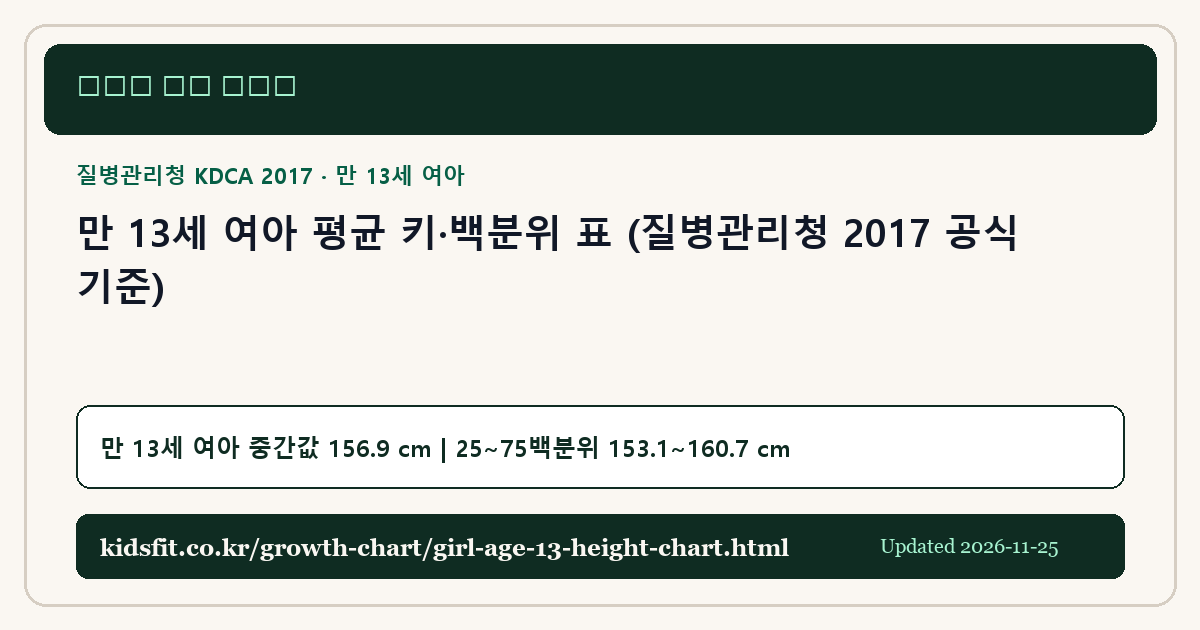 질병관리청 KDCA 2017 · 만 13세 여아
만 13세 여아 평균 키·백분위 표 (질병관리청 2017 공식
기준)
만 13세 여아 중간값 156.9 cm | 25~75백분위 153.1~160.7 cm
kidsfit.co.kr/growth-chart/girl-age-13-height-chart.html
Updated 2026-11-25